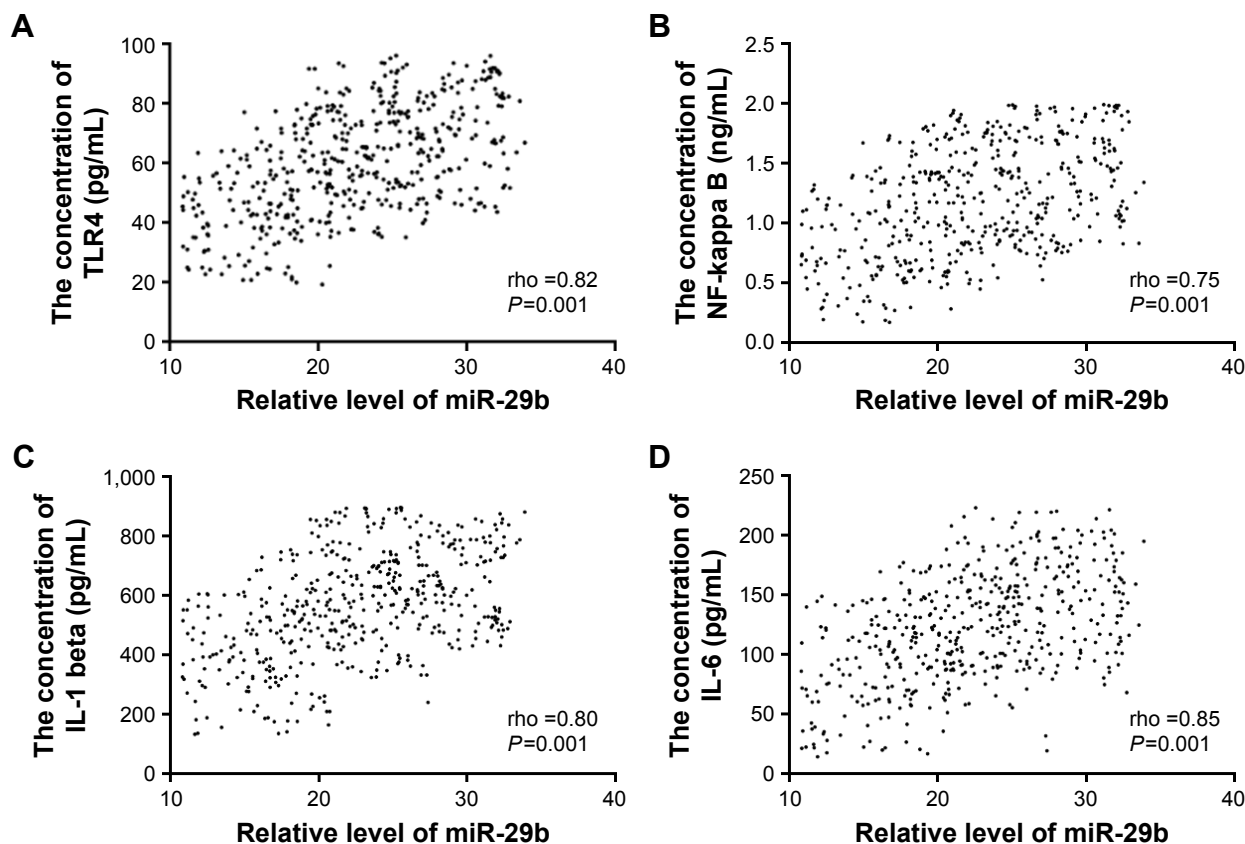 A
The concentration of
TLR4 (pg/mL)
100
80
60
40
20
0
10 20 30 40
rho =0.82
P=0.001
Relative level of miR-29b
B
The concentration of
NF-kappa B (ng/mL)
2.5
2.0
1.5
1.0
0.5
0.0
10 20 30 40
rho =0.75
P=0.001
Relative level of miR-29b
C
The concentration of
IL-1 beta (pg/mL)
1,000
800
600
400
200
0
10 20 30 40
rho =0.80
P=0.001
Relative level of miR-29b
D
The concentration of
IL-6 (pg/mL)
250
200
150
100
50
0
10 20 30 40
rho =0.85
P=0.001
Relative level of miR-29b